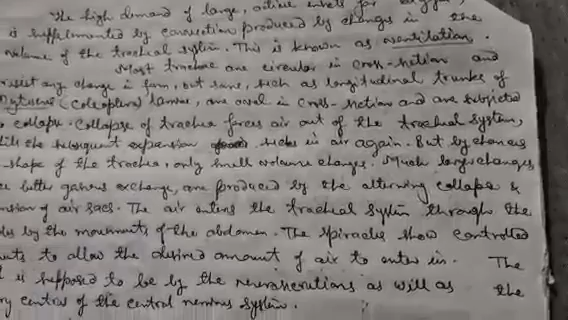 The high demand of large, active insect for
is supplemented by convection produced by changes in the
volume of the tracheal system. This is known as ventilation.
Most tracheae are circular in cross-section and
resist any change in form, but some, such as longitudinal trunks of
(coleoptera) larvae, are oval in cross-section and are subjected
collapse. Collapse of trachea forces air out of the tracheal system,
the subsequent expansion sucks in air again. But by changes
shape of the trachea, only small volume changes. Much larger changes,
better gaseous exchange, are produced by the alternating collapse &
of air sacs. The air enters the tracheal system through the
by the movements of the abdomen. The spiracles show controlled
to allow the desired amount of air to enter in. The
is supposed to be by the as well as the
centres of the central nervous system.